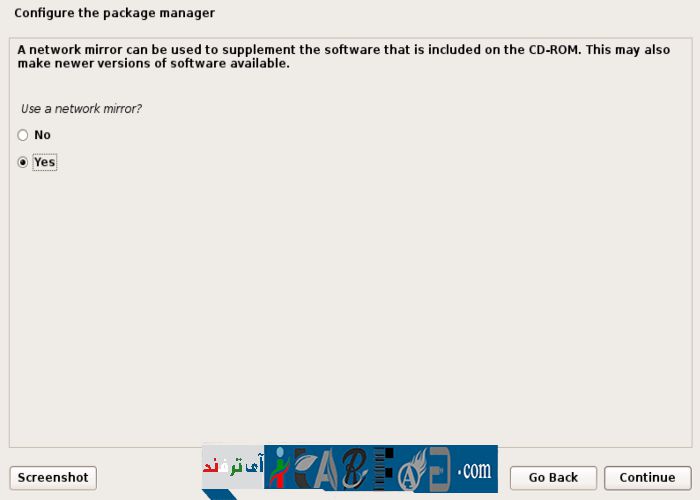 Configure the package manager
A network mirror can be used to supplement the software that is included on the CD-ROM. This may also
make newer versions of software available.
Use a network mirror?
No
Yes
آی ترفند
.com
Screenshot
Go Back
Continue